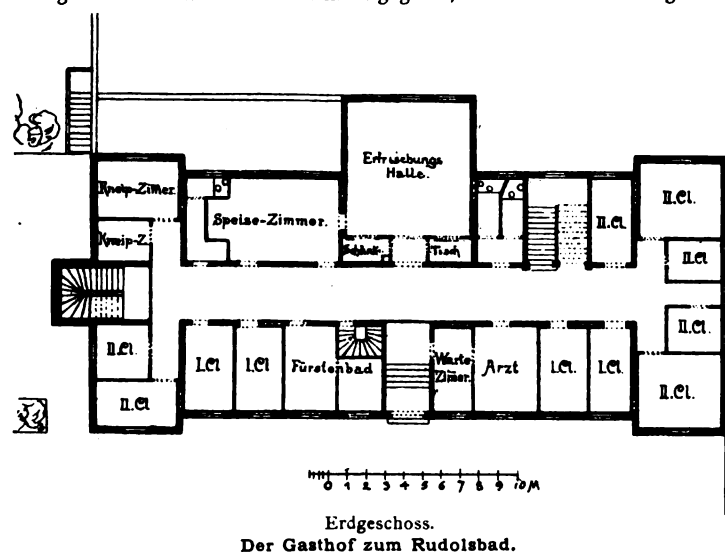 Erfrischungs
Halle.
Kneip-Zimer.
Speise-Zimmer.
II.Cl.
II.Cl.
Kneip-Z.
Schänk
Tisch
II.Cl
II.Cl.
II.Cl.
I.Cl
I.Cl
Fürstenbad
Warte
Zimer.
Arzt
I.Cl.
I.Cl.
II.Cl.
II.Cl
0 1 2 3 4 5 6 7 8 9 10 M
Erdgeschoss.
Der Gasthof zum Rudolsbad.